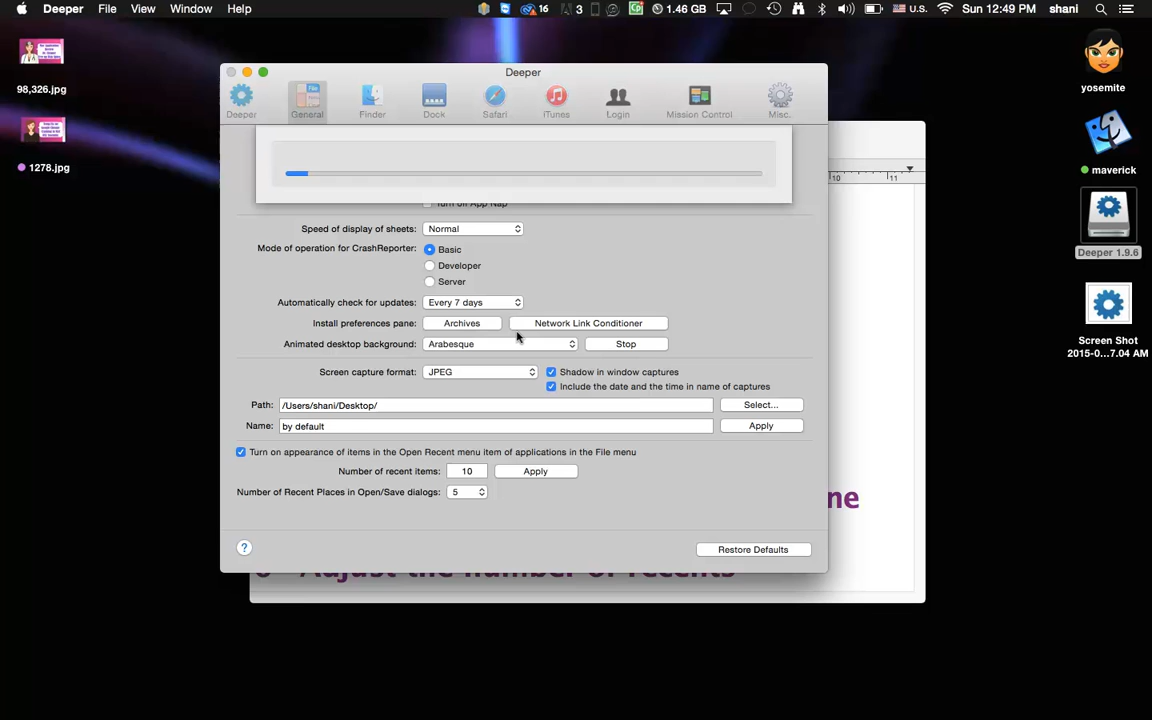 Deeper File View Window Help
16
3
1.46 GB
U.S.
Sun 12:49 PM shani
98,326.jpg
1278.jpg
yosemite
maverick
Deeper 1.9.6
Screen Shot
2015-0...7.04 AM
Deeper
Deeper General Finder Dock Safari iTunes Login Mission Control Misc.
Turn off App Nap
10 11
Speed of display of sheets: Normal
Mode of operation for CrashReporter: Basic
Developer
Server
Automatically check for updates: Every 7 days
Install preferences pane: Archives Network Link Conditioner
Animated desktop background: Arabesque Stop
Screen capture format: JPEG Shadow in window captures
Include the date and the time in name of captures
Path: /Users/shani/Desktop/ Select...
Name: by default Apply
Turn on appearance of items in the Open Recent menu item of applications in the File menu
Number of recent items: 10 Apply
Number of Recent Places in Open/Save dialogs: 5
? Restore Defaults
ne
Adjust the number of recents